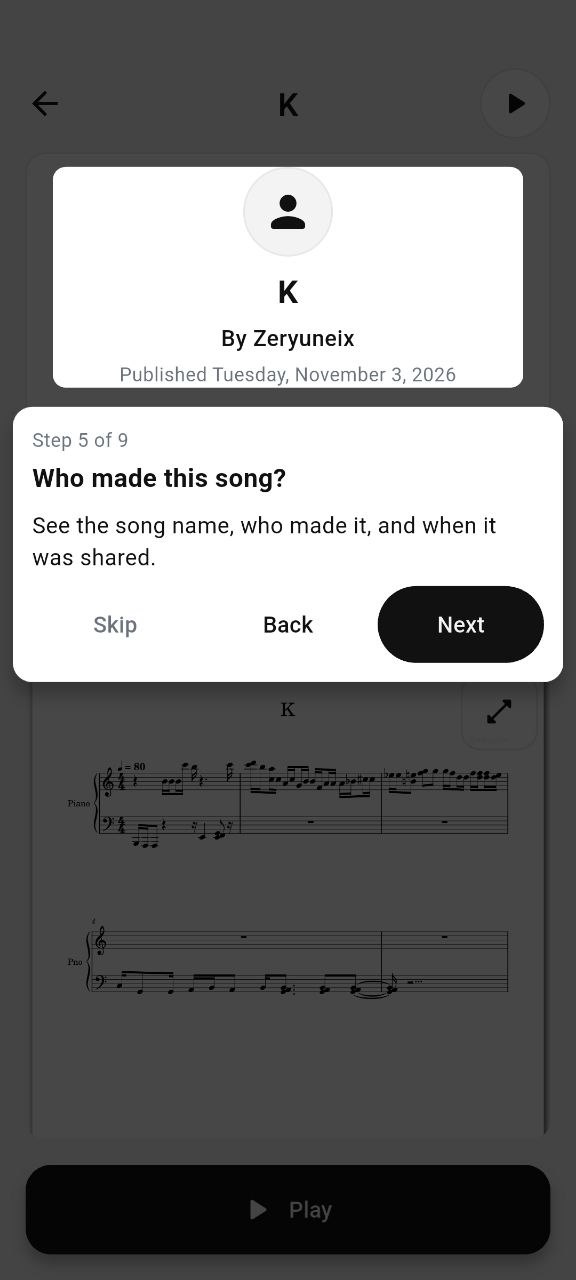 K
K
By Zeryuneix
Published Tuesday, November 3, 2026
Step 5 of 9
Who made this song?
See the song name, who made it, and when it
was shared.
Skip
Back
Next
K
= 80
Piano
Pno
Play